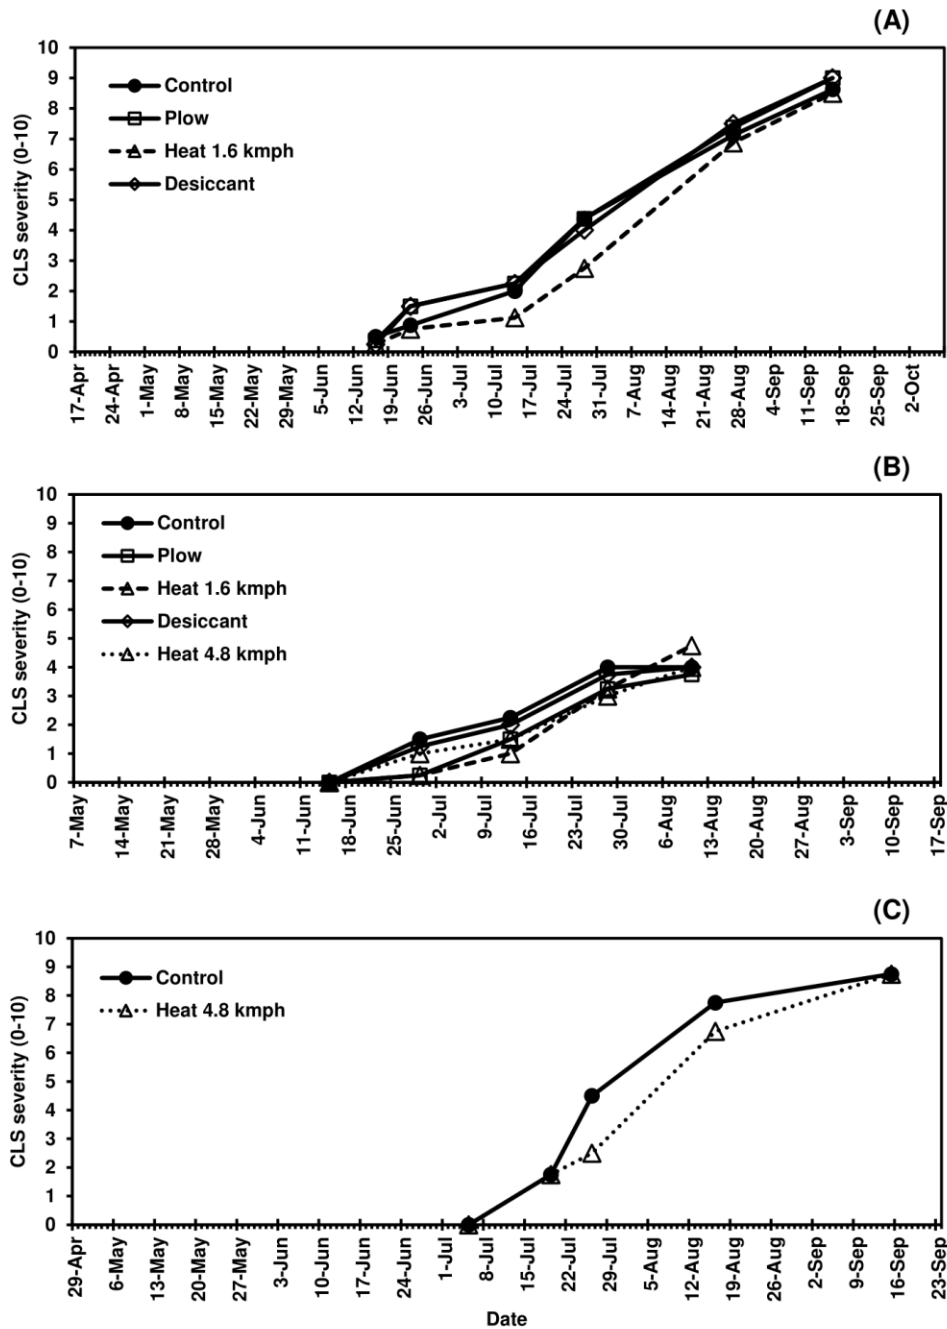 (A)
10
9
8
7
6
5
4
3
2
1
0
CLS severity (0-10)
Control
Plow
Heat 1.6 kmph
Desiccant
17-Apr
24-Apr
1-May
8-May
15-May
22-May
29-May
5-Jun
12-Jun
19-Jun
26-Jun
3-Jul
10-Jul
17-Jul
24-Jul
31-Jul
7-Aug
14-Aug
21-Aug
28-Aug
4-Sep
11-Sep
18-Sep
25-Sep
2-Oct
(B)
10
9
8
7
6
5
4
3
2
1
0
CLS severity (0-10)
Control
Plow
Heat 1.6 kmph
Desiccant
Heat 4.8 kmph
7-May
14-May
21-May
28-May
4-Jun
11-Jun
18-Jun
25-Jun
2-Jul
9-Jul
16-Jul
23-Jul
30-Jul
6-Aug
13-Aug
20-Aug
27-Aug
3-Sep
10-Sep
17-Sep
(C)
10
9
8
7
6
5
4
3
2
1
0
CLS severity (0-10)
Control
Heat 4.8 kmph
29-Apr
6-May
13-May
20-May
27-May
3-Jun
10-Jun
17-Jun
24-Jun
1-Jul
8-Jul
15-Jul
22-Jul
29-Jul
5-Aug
12-Aug
19-Aug
26-Aug
2-Sep
9-Sep
16-Sep
23-Sep
Date